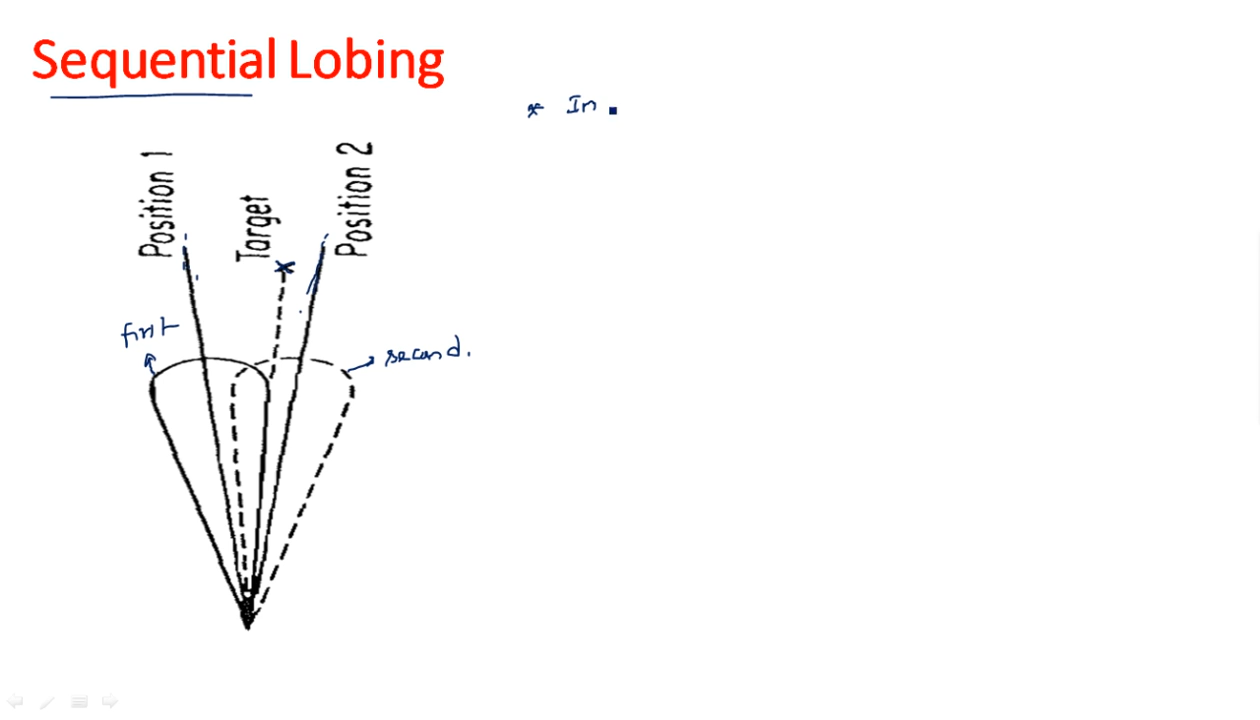 Sequential Lobing
* In
Position 1
Target
Position 2
first
second.